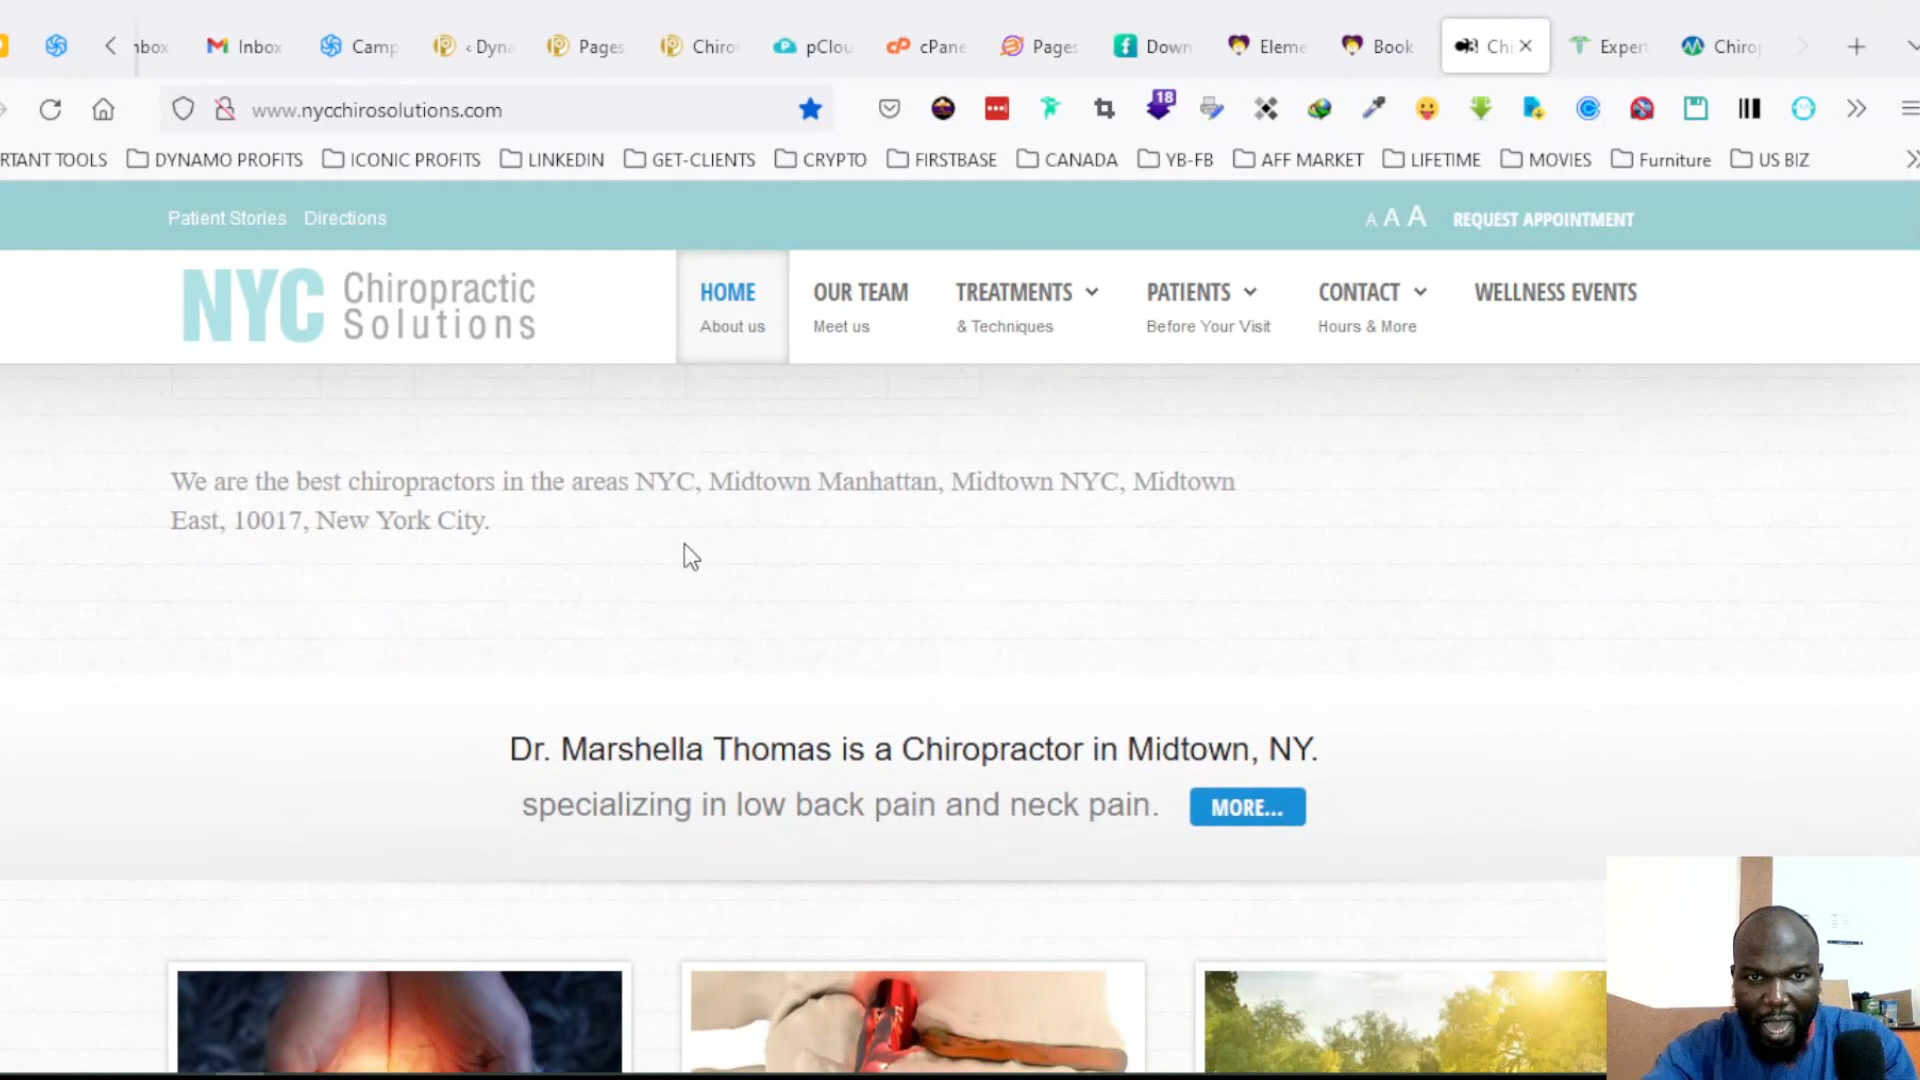 Inbox
Camp
‹ Dyna
Pages
Chiro
pClou
cPane
Pages
Down
Eleme
Book
Chi
Expert
Chirop
www.nycchirosolutions.com
18
RTANT TOOLS
DYNAMO PROFITS
ICONIC PROFITS
LINKEDIN
GET-CLIENTS
CRYPTO
FIRSTBASE
CANADA
YB-FB
AFF MARKET
LIFETIME
MOVIES
Furniture
US BIZ
Patient Stories Directions
A A A REQUEST APPOINTMENT
NYC Chiropractic Solutions
HOME
About us
OUR TEAM
Meet us
TREATMENTS
& Techniques
PATIENTS
Before Your Visit
CONTACT
Hours & More
WELLNESS EVENTS
We are the best chiropractors in the areas NYC, Midtown Manhattan, Midtown NYC, Midtown
East, 10017, New York City.
Dr. Marshella Thomas is a Chiropractor in Midtown, NY.
specializing in low back pain and neck pain. MORE...